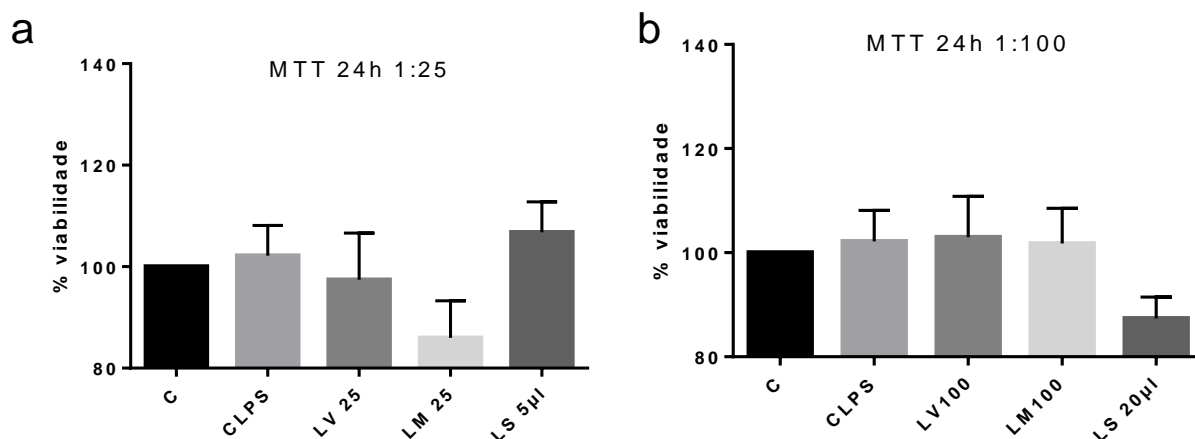 a
MTT 24h 1:25
% viabilidade
140
120
100
80
C
CLPS
LV 25
LM 25
LS 5µl
b
MTT 24h 1:100
% viabilidade
140
120
100
80
C
CLPS
LV100
LM100
LS 20µl